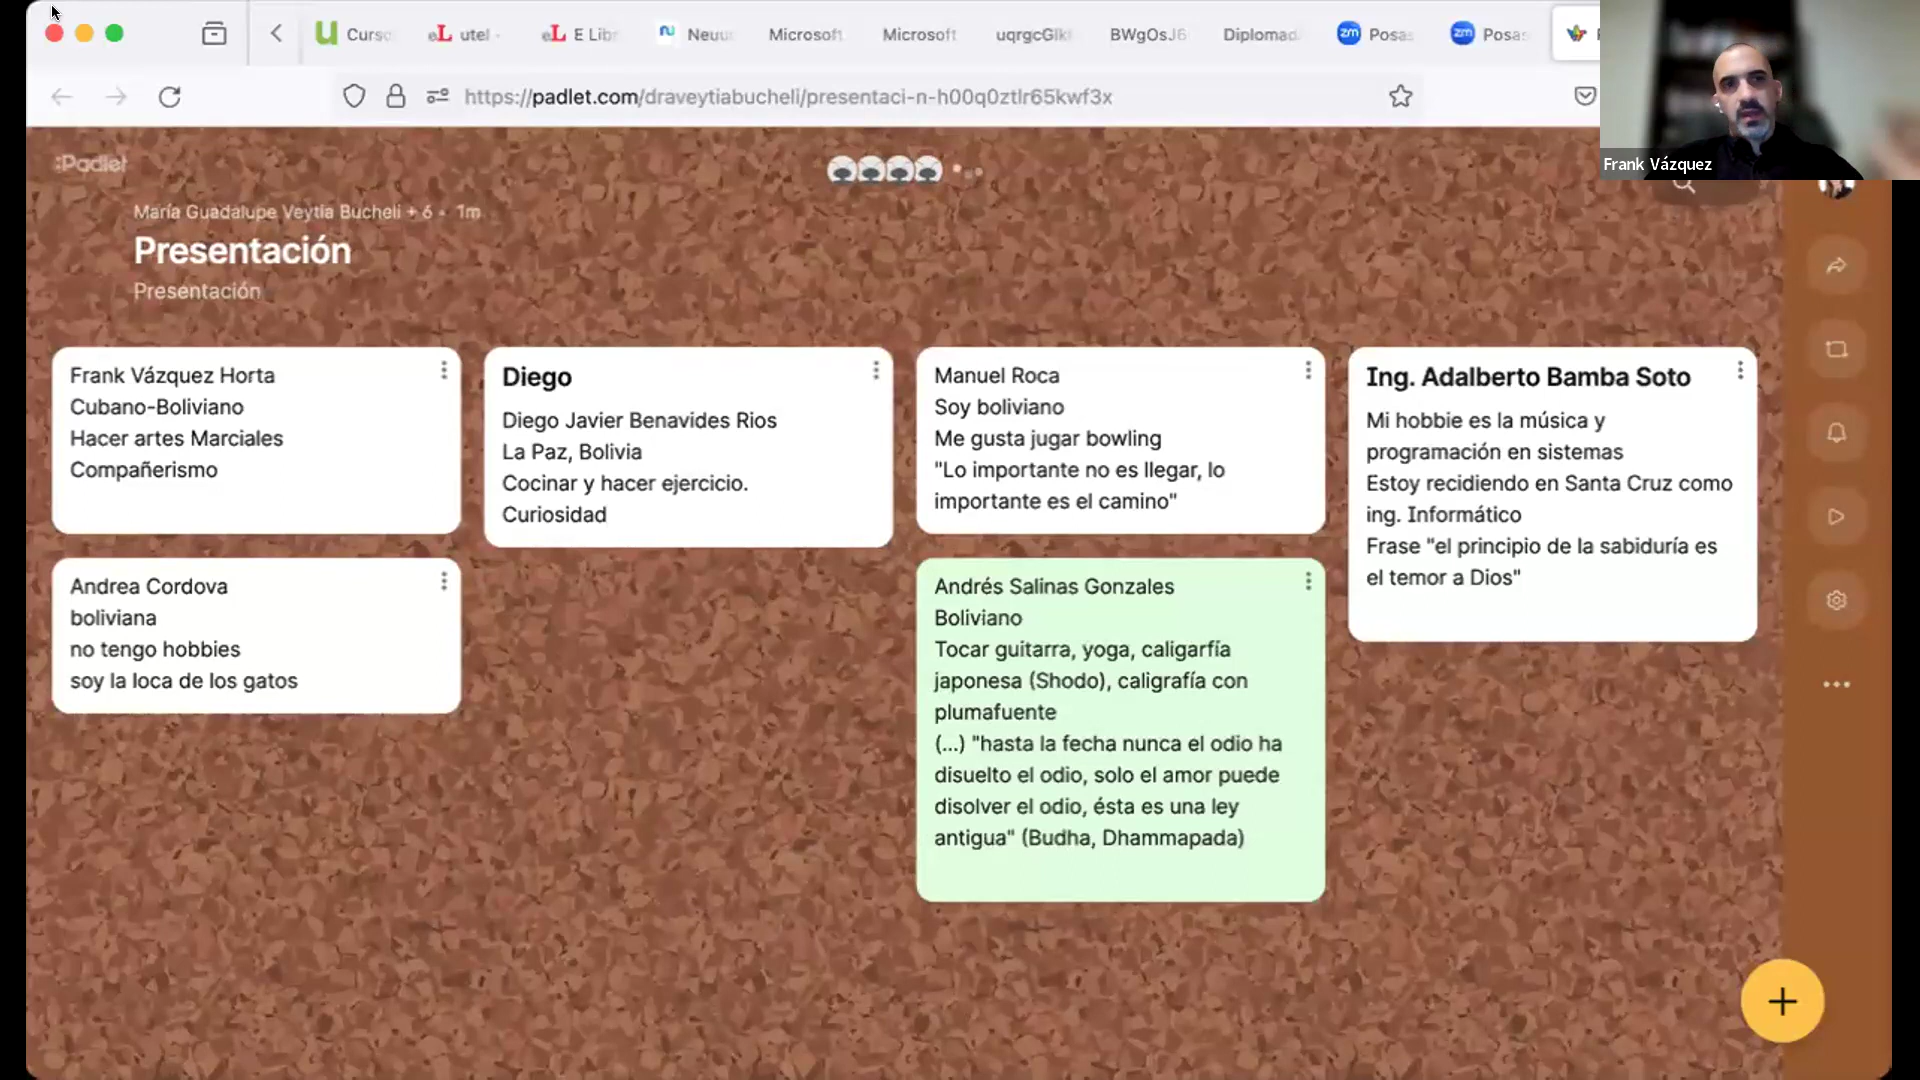 Curso
utel -
E Libr
Neuu
Microsoft
Microsoft
uqrgcGlkt
BWgOsJ6
Diplomad
zm Posas
zm Posas
https://padlet.com/draveytiabucheli/presentaci-n-h00q0ztlr65kwf3x
Frank Vázquez
:Padlet
María Guadalupe Veytia Bucheli + 6 • 1m
Presentación
Presentación
Frank Vázquez Horta
Cubano-Boliviano
Hacer artes Marciales
Compañerismo
Diego
Diego Javier Benavides Rios
La Paz, Bolivia
Cocinar y hacer ejercicio.
Curiosidad
Manuel Roca
Soy boliviano
Me gusta jugar bowling
"Lo importante no es llegar, lo
importante es el camino"
Ing. Adalberto Bamba Soto
Mi hobbie es la música y
programación en sistemas
Estoy recidiendo en Santa Cruz como
ing. Informático
Frase "el principio de la sabiduría es
el temor a Dios"
Andrea Cordova
boliviana
no tengo hobbies
soy la loca de los gatos
Andrés Salinas Gonzales
Boliviano
Tocar guitarra, yoga, caligarfía
japonesa (Shodo), caligrafía con
plumafuente
(...) "hasta la fecha nunca el odio ha
disuelto el odio, solo el amor puede
disolver el odio, ésta es una ley
antigua" (Budha, Dhammapada)